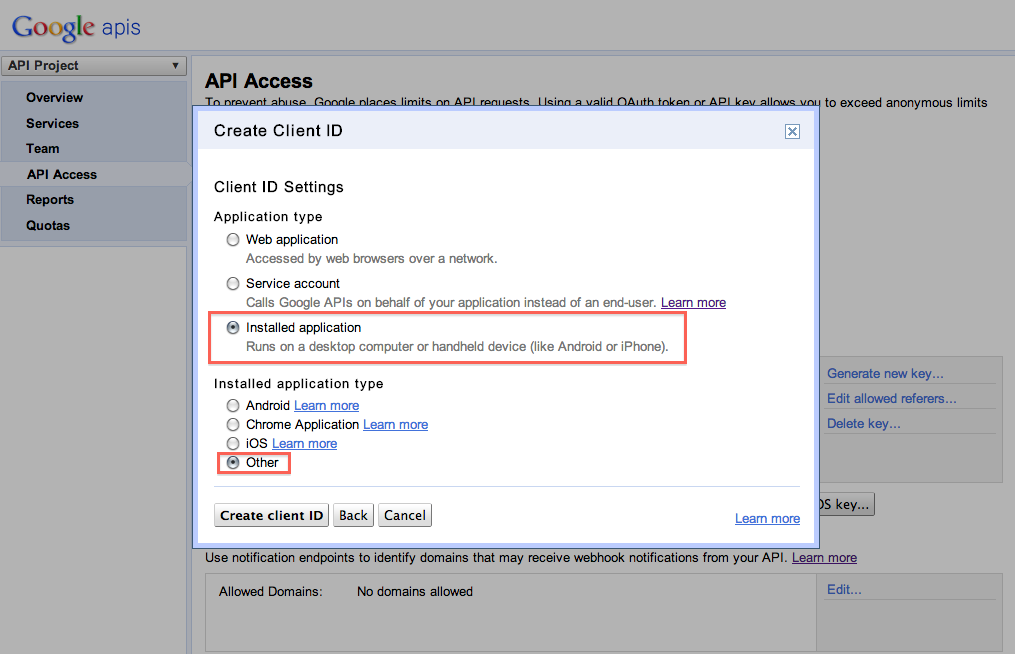 Google apis
API Project
Overview
Services
Team
API Access
Reports
Quotas
API Access
To prevent abuse, Google places limits on API requests. Using a valid OAuth token or API key allows you to exceed anonymous limits
Create Client ID
Client ID Settings
Application type
Web application
Accessed by web browsers over a network.
Service account
Calls Google APIs on behalf of your application instead of an end-user. Learn more
Installed application
Runs on a desktop computer or handheld device (like Android or iPhone).
Installed application type
Android Learn more
Chrome Application Learn more
iOS Learn more
Other
Create client ID Back Cancel
Learn more
Generate new key...
Edit allowed referers...
Delete key...
OS key...
Use notification endpoints to identify domains that may receive webhook notifications from your API. Learn more
Allowed Domains: No domains allowed
Edit...